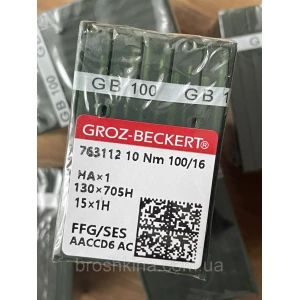 GB 100 GB 1
GROZ-BECKERT®
763112 10 Nm 100/16
HA×1
130×705H
15×1H
FFG/SES
AACCD6 AC
broshkina.com.ua